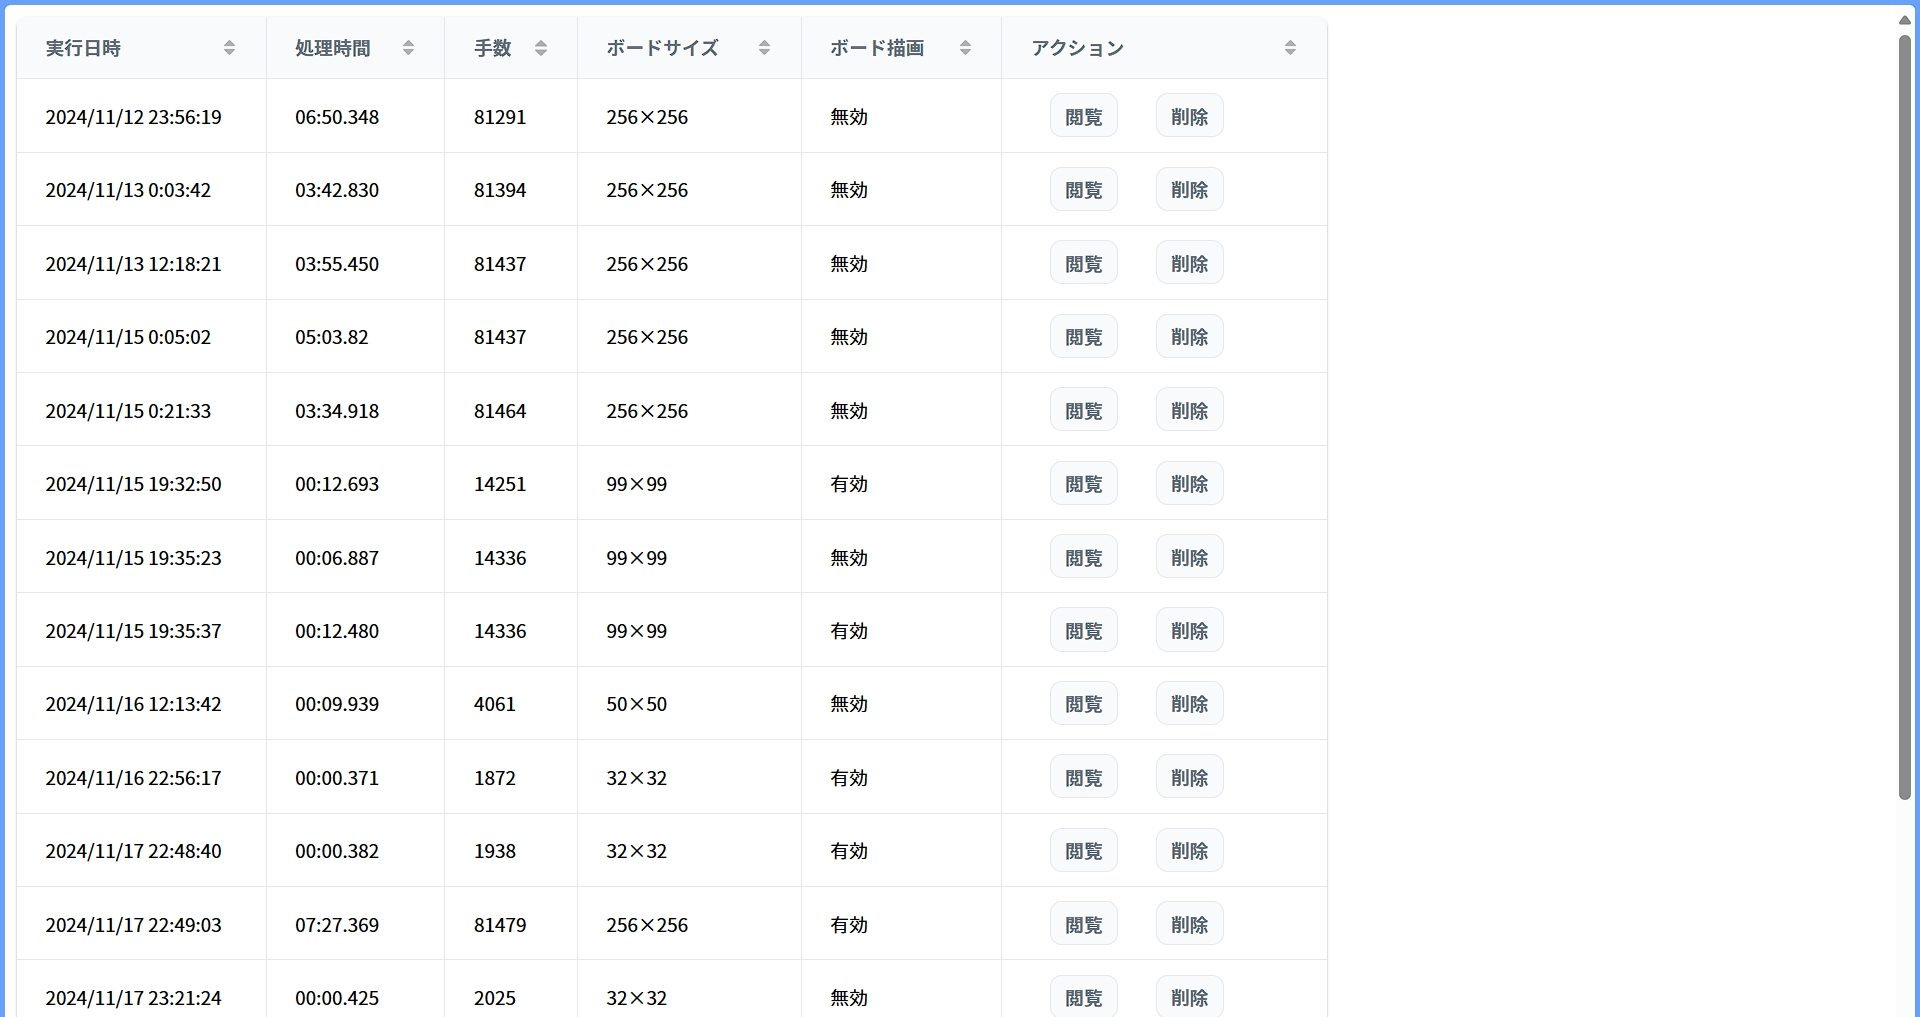 実行日時 処理時間 手数 ボードサイズ ボード描画 アクション
2024/11/12 23:56:19 06:50.348 81291 256×256 無効 閲覧 削除
2024/11/13 0:03:42 03:42.830 81394 256×256 無効 閲覧 削除
2024/11/13 12:18:21 03:55.450 81437 256×256 無効 閲覧 削除
2024/11/15 0:05:02 05:03.82 81437 256×256 無効 閲覧 削除
2024/11/15 0:21:33 03:34.918 81464 256×256 無効 閲覧 削除
2024/11/15 19:32:50 00:12.693 14251 99×99 有効 閲覧 削除
2024/11/15 19:35:23 00:06.887 14336 99×99 無効 閲覧 削除
2024/11/15 19:35:37 00:12.480 14336 99×99 有効 閲覧 削除
2024/11/16 12:13:42 00:09.939 4061 50×50 無効 閲覧 削除
2024/11/16 22:56:17 00:00.371 1872 32×32 有効 閲覧 削除
2024/11/17 22:48:40 00:00.382 1938 32×32 有効 閲覧 削除
2024/11/17 22:49:03 07:27.369 81479 256×256 有効 閲覧 削除
2024/11/17 23:21:24 00:00.425 2025 32×32 無効 閲覧 削除